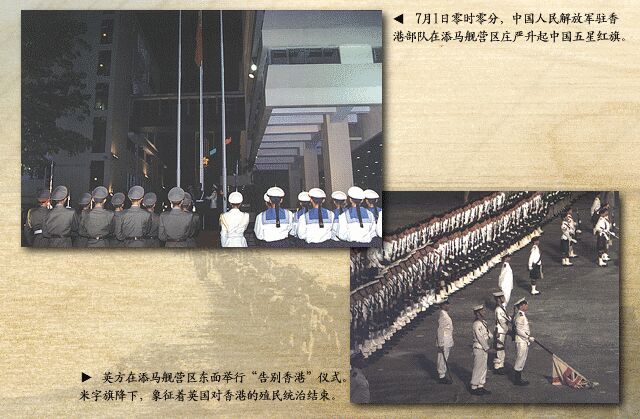 ◀ 7月1日零时零分，中国人民解放军驻香
港部队在添马舰营区庄严升起中国五星红旗。
▶ 英方在添马舰营区东面举行“告别香港”仪式。
米字旗降下，象征着英国对香港的殖民统治结束。